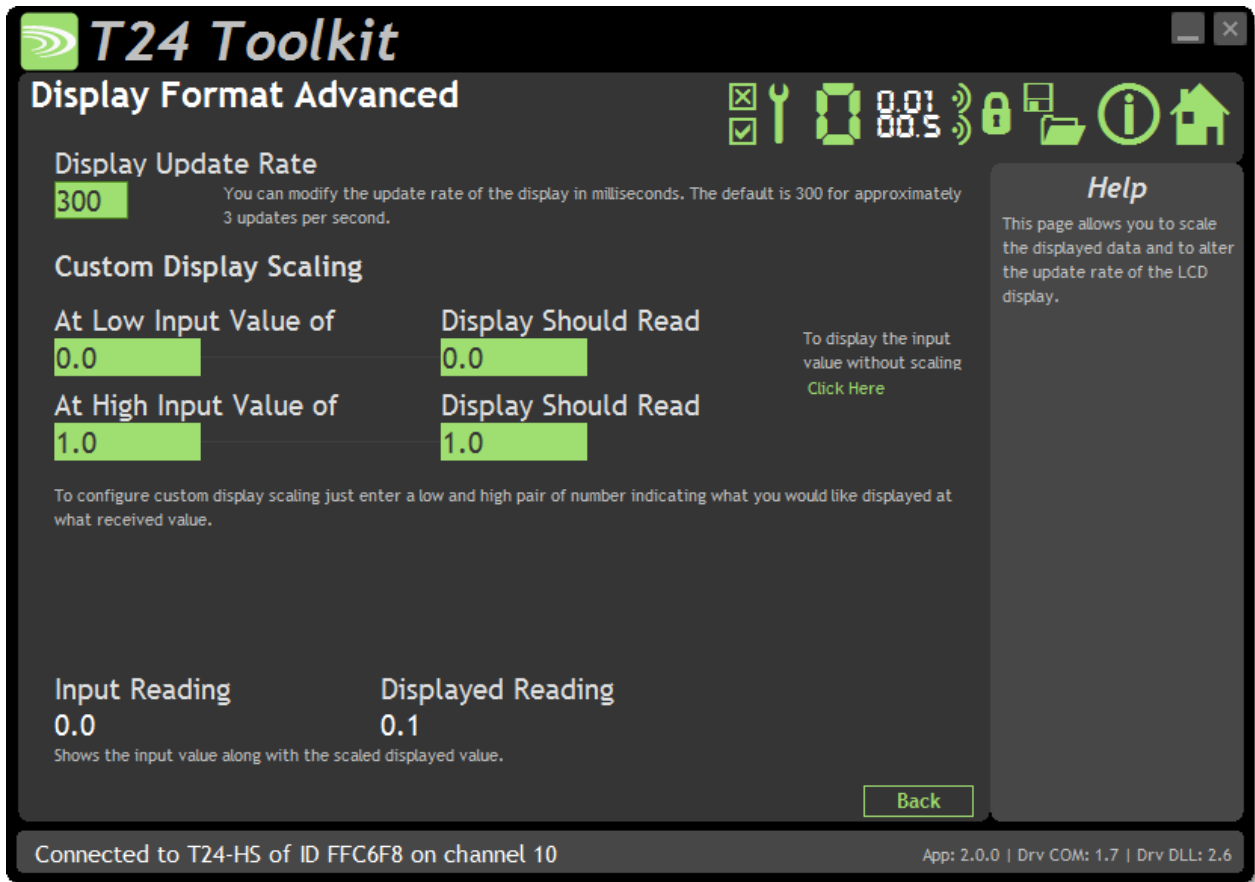 T24 Toolkit
Display Format Advanced
0.01
00.5
Display Update Rate
300
You can modify the update rate of the display in milliseconds. The default is 300 for approximately
3 updates per second.
Custom Display Scaling
At Low Input Value of
Display Should Read
0.0
0.0
To display the input
value without scaling
Click Here
At High Input Value of
Display Should Read
1.0
1.0
To configure custom display scaling just enter a low and high pair of number indicating what you would like displayed at
what received value.
Input Reading
Displayed Reading
0.0
0.1
Shows the input value along with the scaled displayed value.
Back
Help
This page allows you to scale
the displayed data and to alter
the update rate of the LCD
display.
Connected to T24-HS of ID FFC6F8 on channel 10
App: 2.0.0 | Drv COM: 1.7 | Drv DLL: 2.6